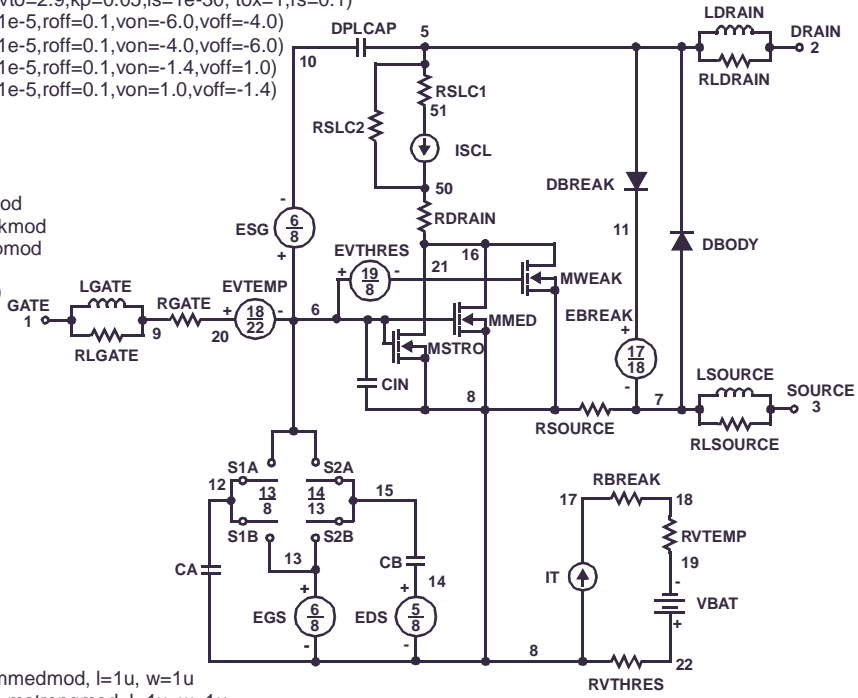 vto=2.9,kp=0.05,is=1e-30, tox=1,rs=0.1)
1e-5,roff=0.1,von=-6.0,voff=-4.0)
1e-5,roff=0.1,von=-4.0,voff=-6.0)
1e-5,roff=0.1,von=-1.4,voff=1.0)
1e-5,roff=0.1,von=1.0,voff=-1.4)
LDRAIN
DPLCAP 5
DRAIN
2
10
RLDRAIN
RSLC1
51
RSLC2
ISCL
50
DBREAK
od
kmod
omod
RDRAIN
ESG - 6 8 +
11
DBODY
EVTHRES
+ 19 8 - 21
16
MWEAK
)
LGATE
GATE
1
RLGATE
9
RGATE
20
EVTEMP
+ 18 22 -
6
MMED
MSTRO
EBREAK +
17 18
-
CIN
8
RSOURCE
7
LSOURCE
SOURCE
3
RLSOURCE
S1A
S2A
12
13 8
14 13
15
S1B
S2B
13
CA
CB
14
EGS + 6 8 -
EDS + 5 8 -
RBREAK
17
18
RVTEMP
19
IT
-
VBAT
+
8
22
RVTHRES
mmedmod, l=1u, w=1u